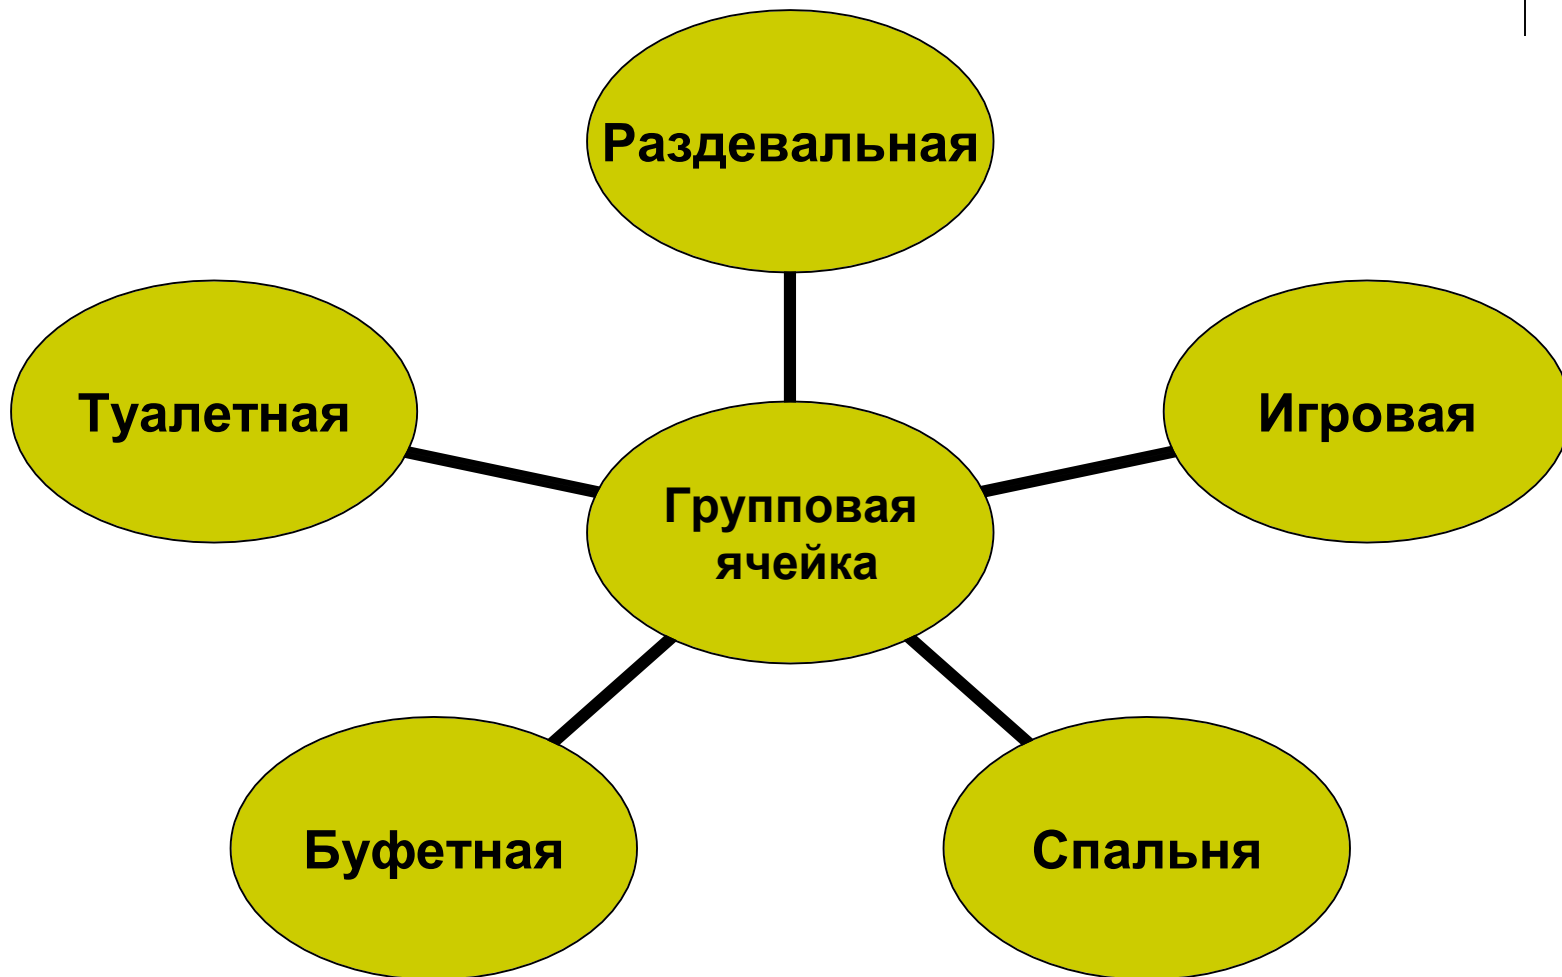 Раздевальная
Туалетная
Игровая
Групповая
ячейка
Буфетная
Спальня